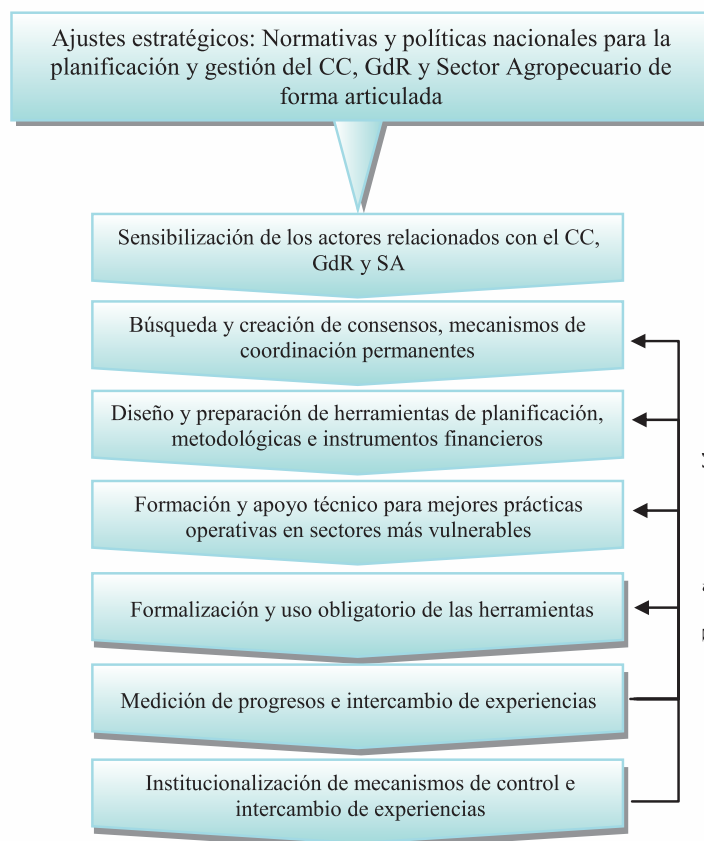 Ajustes estratégicos: Normativas y políticas nacionales para la
planificación y gestión del CC, GdR y Sector Agropecuario de
forma articulada
Sensibilización de los actores relacionados con el CC,
GdR y SA
Búsqueda y creación de consensos, mecanismos de
coordinación permanentes
Diseño y preparación de herramientas de planificación,
metodológicas e instrumentos financieros
Formación y apoyo técnico para mejores prácticas
operativas en sectores más vulnerables
Formalización y uso obligatorio de las herramientas
Medición de progresos e intercambio de experiencias
Institucionalización de mecanismos de control e
intercambio de experiencias